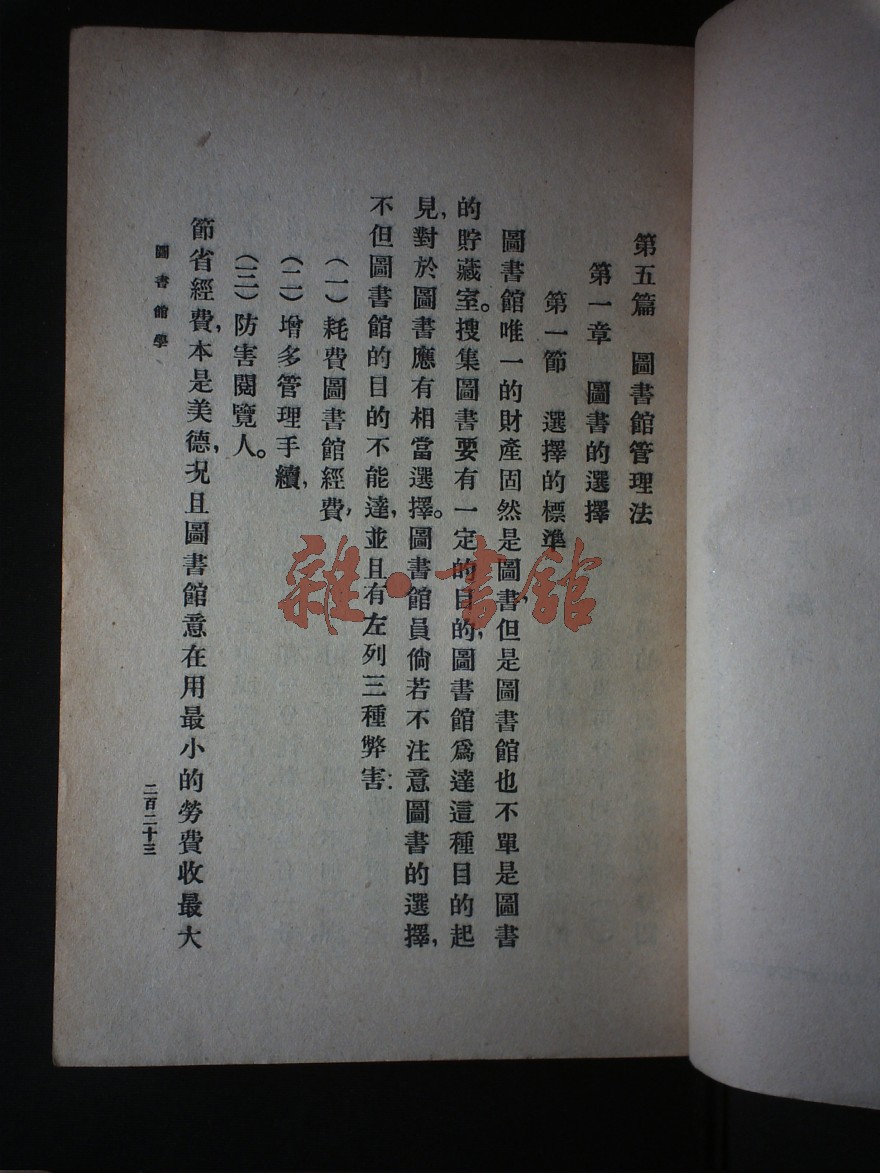 第五篇　圖書館管理法
第一章　圖書的選擇
第一節　選擇的標準
圖書館唯一的財產固然是圖書，但是圖書館也不單是圖書
的貯藏室。搜集圖書要有一定的目的，圖書館爲達這種目的起
見，對於圖書應有相當選擇。圖書館員倘若不注意圖書的選擇，
不但圖書館的目的不能達，並且有左列三種弊害：
（一）耗費圖書館經費，
（二）增多管理手續，
（三）防害閱覽人。
節省經費，本是美德，况且圖書館意在用最小的勞費收最大
圖書館學
二百二十三
雜·書館